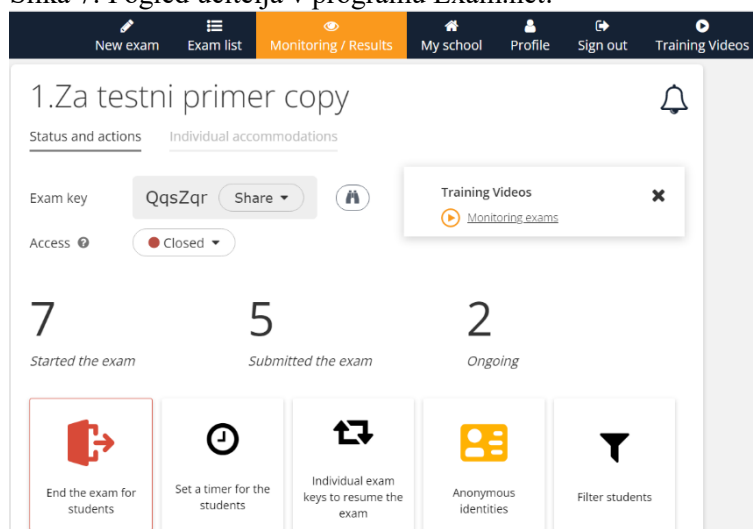 Slika 7. Pogled učitelja v programu Exam.net.
New exam Exam list Monitoring / Results My school Profile Sign out Training Videos
1.Za testni primer copy
Status and actions Individual accommodations
Exam key QqsZqr Share
Training Videos
Monitoring exams
Access Closed
7 5 2
Started the exam Submitted the exam Ongoing
End the exam for students
Set a timer for the students
Individual exam keys to resume the exam
Anonymous identities
Filter students